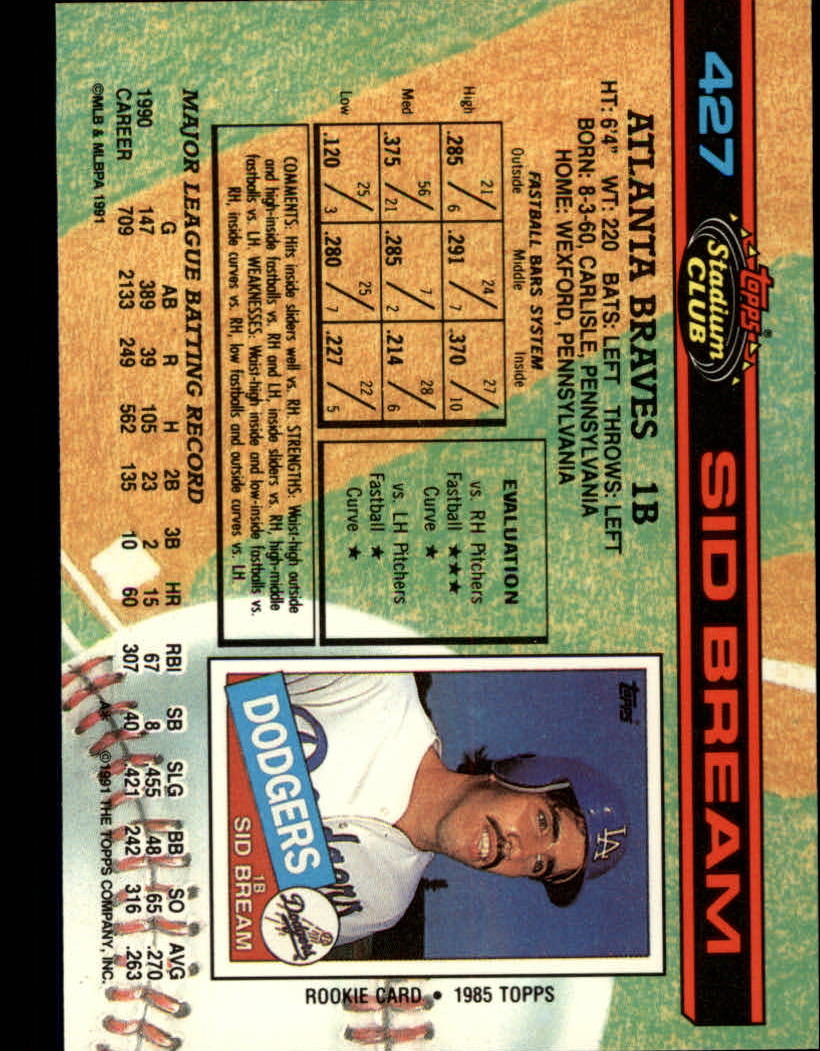 427
Topps®
Stadium
CLUB
SID BREAM
ATLANTA BRAVES 1B
HT: 6'4" WT: 220 BATS: LEFT THROWS: LEFT
BORN: 8-3-60, CARLISLE, PENNSYLVANIA
HOME: WEXFORD, PENNSYLVANIA
FASTBALL BARS SYSTEM
Outside Middle Inside
High .285 21/6 .291 24/7 .370 27/10
Med .375 56/21 .285 7/2 .214 28/6
Low .120 25/3 .280 25/7 .227 22/5
EVALUATION
vs. RH Pitchers
Fastball ★★★
Curve ★
vs. LH Pitchers
Fastball ★
Curve ★
COMMENTS: Hits inside sliders well vs. RH. STRENGTHS: Waist-high outside
and high-inside fastballs vs. RH and LH, inside sliders vs. RH, high-middle
fastballs vs. LH WEAKNESSES: Waist-high inside and low-inside fastballs vs.
RH, inside curves vs. RH, low fastballs and outside curves vs. LH
topps
DODGERS
Dodgers
Dodgers
LA
1B
SID BREAM
ROOKIE CARD • 1985 TOPPS
MAJOR LEAGUE BATTING RECORD
G AB R H 2B 3B HR RBI SB SLG BB SO AVG
1990 147 389 39 105 23 2 15 67 8 .455 48 65 .270
CAREER 709 2133 249 562 135 10 60 307 40 .421 242 316 .263
©MLB & MLBPA 1991 A* ©1991 THE TOPPS COMPANY, INC.